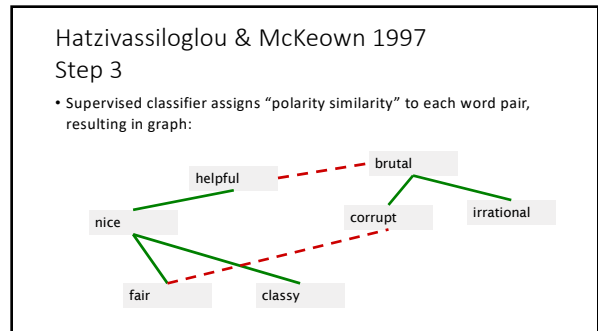 Hatzivassiloglou & McKeown 1997
Step 3
• Supervised classifier assigns “polarity similarity” to each word pair,
resulting in graph:
brutal
helpful
corrupt
irrational
nice
fair
classy